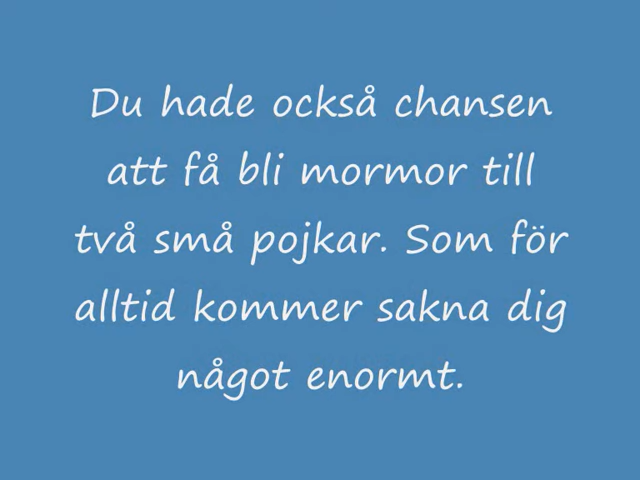 Du hade också chansen
att få bli mormor till
två små pojkar. Som för
alltid kommer sakna dig
något enormt.